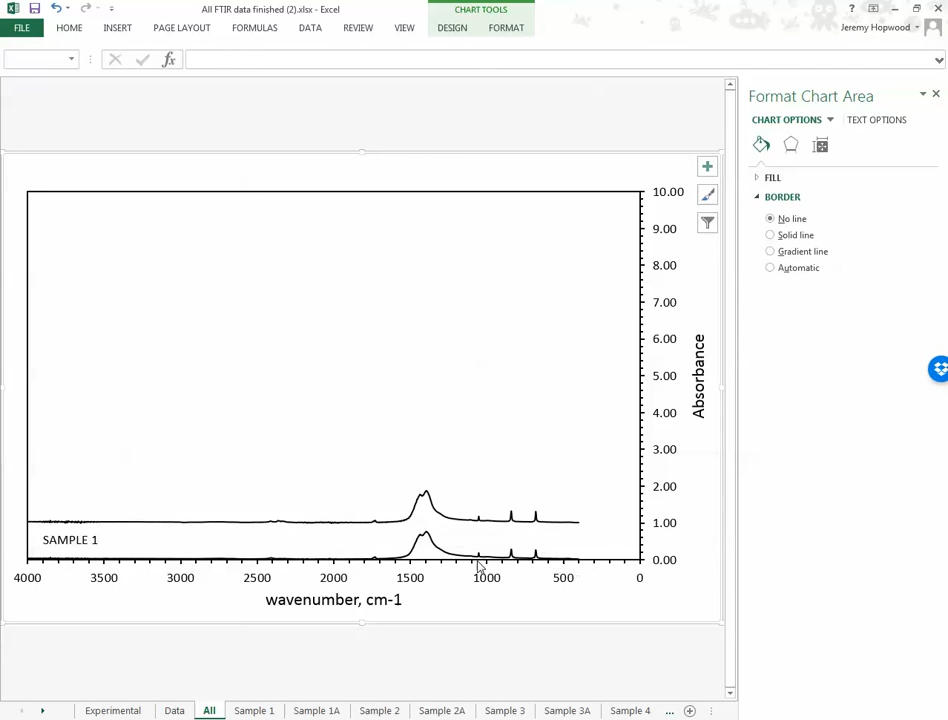 All FTIR data finished (2).xlsx - Excel
CHART TOOLS
?
FILE HOME INSERT PAGE LAYOUT FORMULAS DATA REVIEW VIEW DESIGN FORMAT
Jeremy Hopwood
fx
Format Chart Area
CHART OPTIONS TEXT OPTIONS
FILL
BORDER
No line
Solid line
Gradient line
Automatic
10.00
9.00
8.00
7.00
6.00
5.00
4.00
3.00
2.00
1.00
0.00
Absorbance
SAMPLE 1
4000 3500 3000 2500 2000 1500 1000 500 0
wavenumber, cm-1
Experimental Data All Sample 1 Sample 1A Sample 2 Sample 2A Sample 3 Sample 3A Sample 4 ...